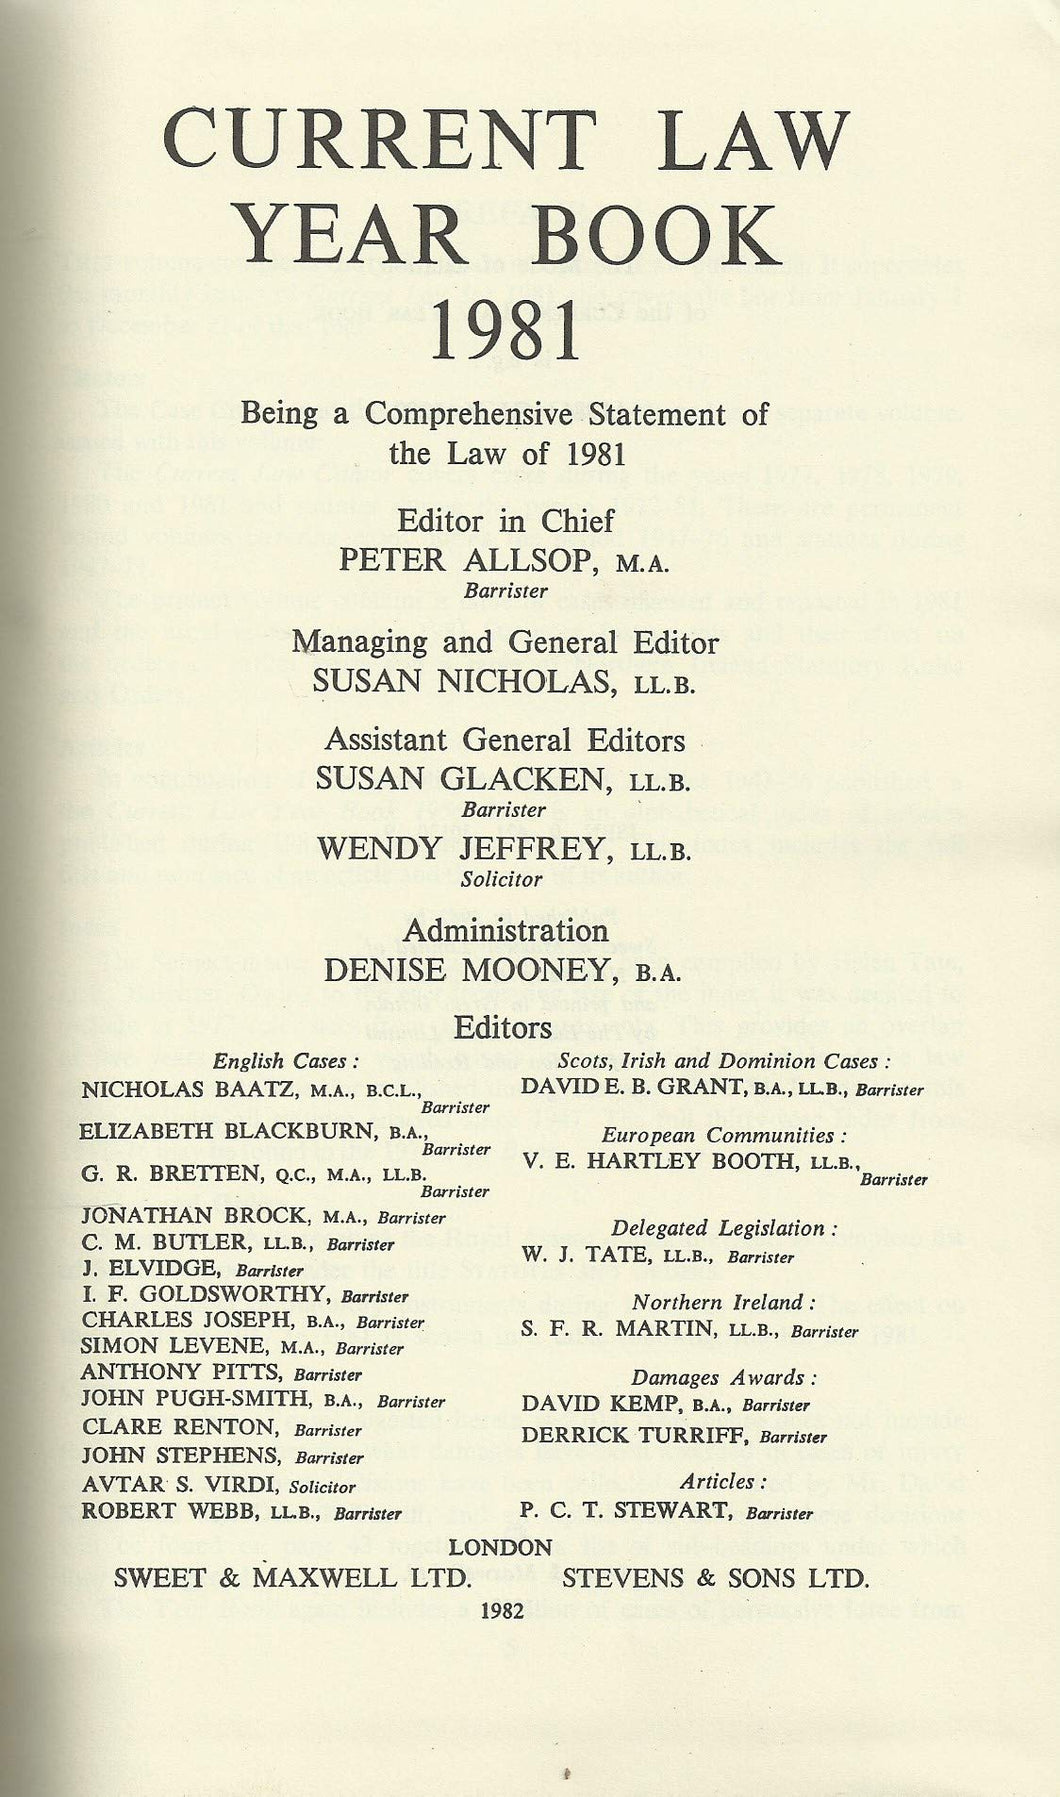 CURRENT LAW
YEAR BOOK
1981
Being a Comprehensive Statement of
the Law of 1981
Editor in Chief
PETER ALLSOP, M.A.
Barrister
Managing and General Editor
SUSAN NICHOLAS, LL.B.
Assistant General Editors
SUSAN GLACKEN, LL.B.
Barrister
WENDY JEFFREY, LL.B.
Solicitor
Administration
DENISE MOONEY, B.A.
Editors
English Cases :
NICHOLAS BAATZ, M.A., B.C.L.,
Barrister
ELIZABETH BLACKBURN, B.A.,
Barrister
G. R. BRETTEN, Q.C., M.A., LL.B.
Barrister
JONATHAN BROCK, M.A., Barrister
C. M. BUTLER, LL.B., Barrister
J. ELVIDGE, Barrister
I. F. GOLDSWORTHY, Barrister
CHARLES JOSEPH, B.A., Barrister
SIMON LEVENE, M.A., Barrister
ANTHONY PITTS, Barrister
JOHN PUGH-SMITH, B.A., Barrister
CLARE RENTON, Barrister
JOHN STEPHENS, Barrister
AVTAR S. VIRDI, Solicitor
ROBERT WEBB, LL.B., Barrister
Scots, Irish and Dominion Cases :
DAVID E. B. GRANT, B.A., LL.B., Barrister
European Communities :
V. E. HARTLEY BOOTH, LL.B.,
Barrister
Delegated Legislation :
W. J. TATE, LL.B., Barrister
Northern Ireland :
S. F. R. MARTIN, LL.B., Barrister
Damages Awards :
DAVID KEMP, B.A., Barrister
DERRICK TURRIFF, Barrister
Articles :
P. C. T. STEWART, Barrister
LONDON
SWEET & MAXWELL LTD. STEVENS & SONS LTD.
1982